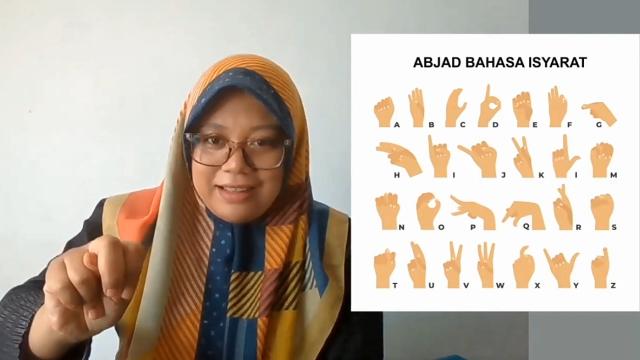 ABJAD BAHASA ISYARAT
A B C D E F G
H I J K I M
N O P Q R S
T U V W X Y Z